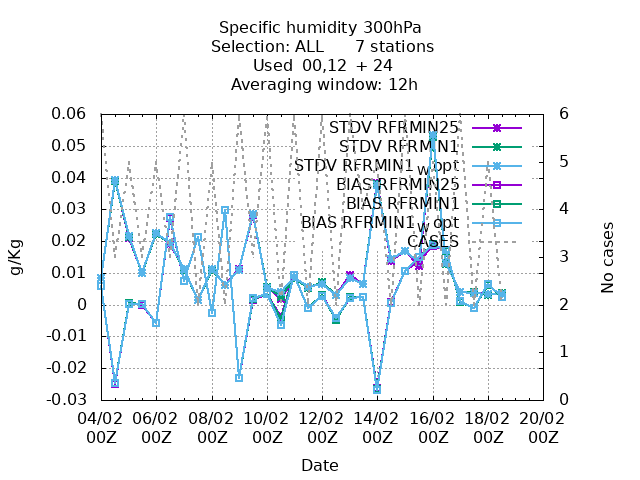 Specific humidity 300hPa
Selection: ALL 7 stations
Used 00,12 + 24
Averaging window: 12h
0.06
0.05
0.04
0.03
0.02
0.01
0
-0.01
-0.02
-0.03
g/Kg
6
5
4
3
2
1
0
No cases
STDV RFRMIN25
STDV RFRMIN1
STDV RFRMIN1wopt
BIAS RFRMIN25
BIAS RFRMIN1
BIAS RFRMIN1wopt
CASES
04/02 06/02 08/02 10/02 12/02 14/02 16/02 18/02 20/02
00Z 00Z 00Z 00Z 00Z 00Z 00Z 00Z 00Z
Date